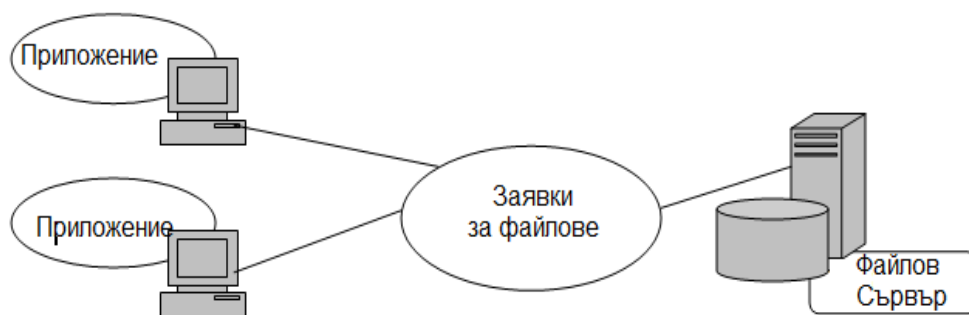 Приложение
Приложение
Заявки
за файлове
Файлов
Сървър